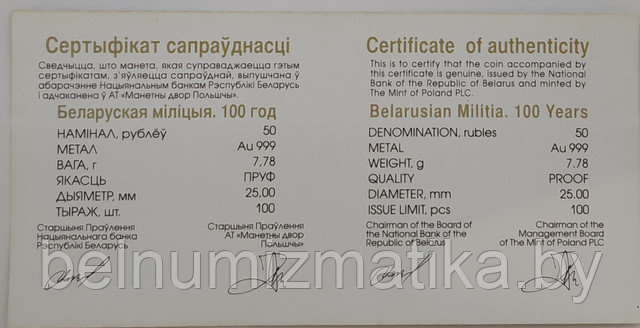 Сертыфікат сапраўднасці
Сведчыцца, што манета, якая суправаджаецца гэтым
сертыфікатам, з'яўляецца сапраўднай, выпушчана ў
абарачэнне Нацыянальным банкам Рэспублікі Беларусь
і адчаканена ў АТ «Манетны двор Польшчы».
Беларуская міліцыя. 100 год
НАМІНАЛ, рублёў 50
МЕТАЛ Au 999
ВАГА, г 7.78
ЯКАСЦЬ ПРУФ
ДЫЯМЕТР, мм 25.00
ТЫРАЖ, шт. 100
Старшыня Праўлення
Нацыянальнага банка
Рэспублікі Беларусь
Старшыня Праўлення
АТ «Манетны двор
Польшчы»
Certificate of authenticity
This is to certify that the coin accompanied by
this certificate is genuine, issued by the National
Bank of the Republic of Belarus and minted by
The Mint of Poland PLC.
Belarusian Militia. 100 Years
DENOMINATION, rubles 50
METAL Au 999
WEIGHT, g 7.78
QUALITY PROOF
DIAMETER, mm 25.00
ISSUE LIMIT, pcs 100
Chairman of the Board of
the National Bank of the
Republic of Belarus
Chairman of the
Management Board
of The Mint of Poland PLC
belnumizmatika.by